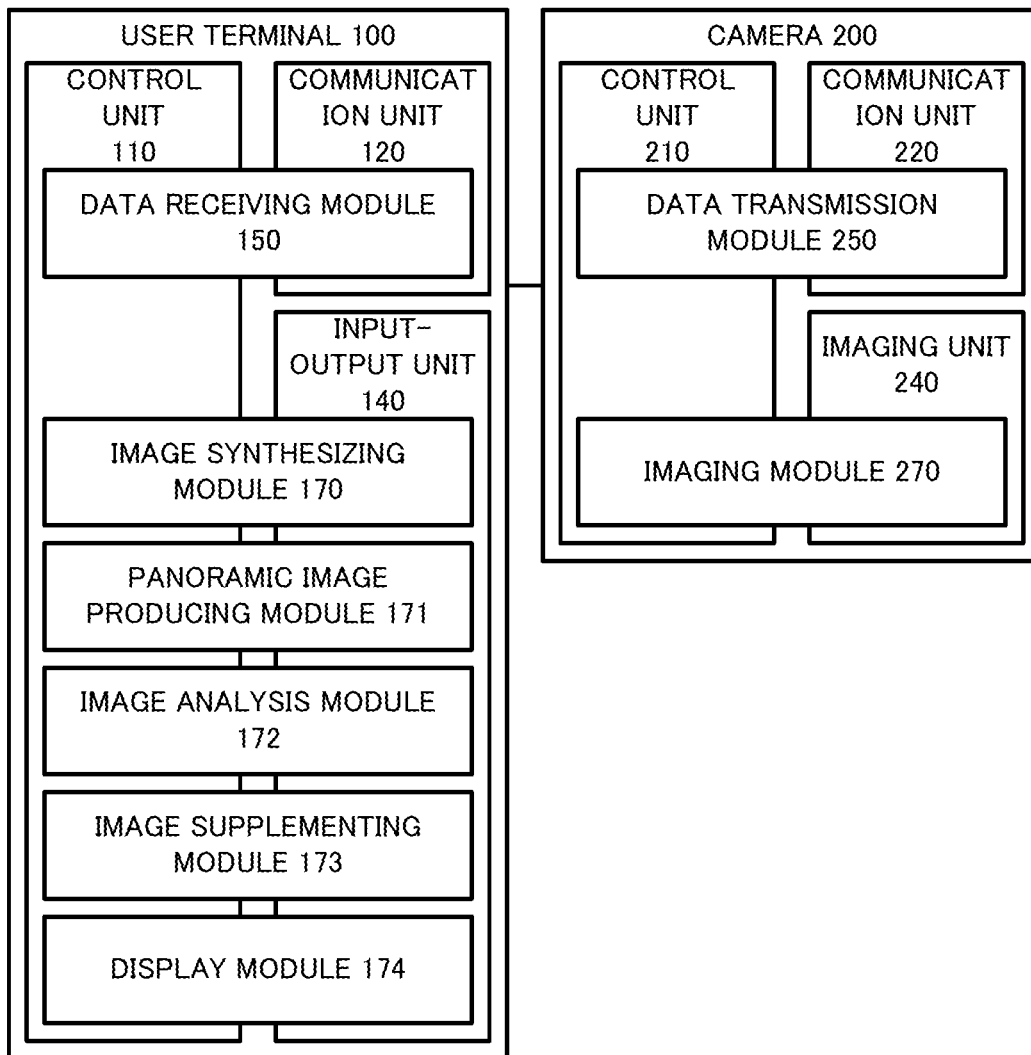 USER TERMINAL 100
CONTROL
UNIT
110
COMMUNICAT
ION UNIT
120
DATA RECEIVING MODULE
150
INPUT-
OUTPUT UNIT
140
IMAGE SYNTHESIZING
MODULE 170
PANORAMIC IMAGE
PRODUCING MODULE 171
IMAGE ANALYSIS MODULE
172
IMAGE SUPPLEMENTING
MODULE 173
DISPLAY MODULE 174
CAMERA 200
CONTROL
UNIT
210
COMMUNICAT
ION UNIT
220
DATA TRANSMISSION
MODULE 250
IMAGING UNIT
240
IMAGING MODULE 270